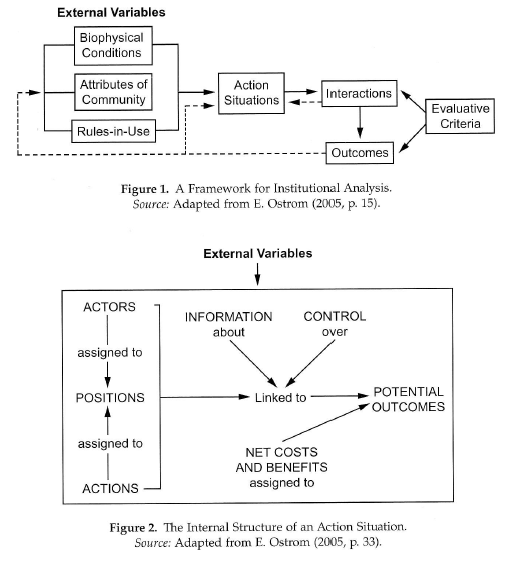 External Variables
Biophysical
Conditions
Attributes of
Community
Rules-in-Use
Action
Situations
Interactions
Outcomes
Evaluative
Criteria
Figure 1. A Framework for Institutional Analysis.
Source: Adapted from E. Ostrom (2005, p. 15).
External Variables
ACTORS
assigned to
POSITIONS
assigned to
ACTIONS
INFORMATION
about
CONTROL
over
Linked to
POTENTIAL
OUTCOMES
NET COSTS
AND BENEFITS
assigned to
Figure 2. The Internal Structure of an Action Situation.
Source: Adapted from E. Ostrom (2005, p. 33).